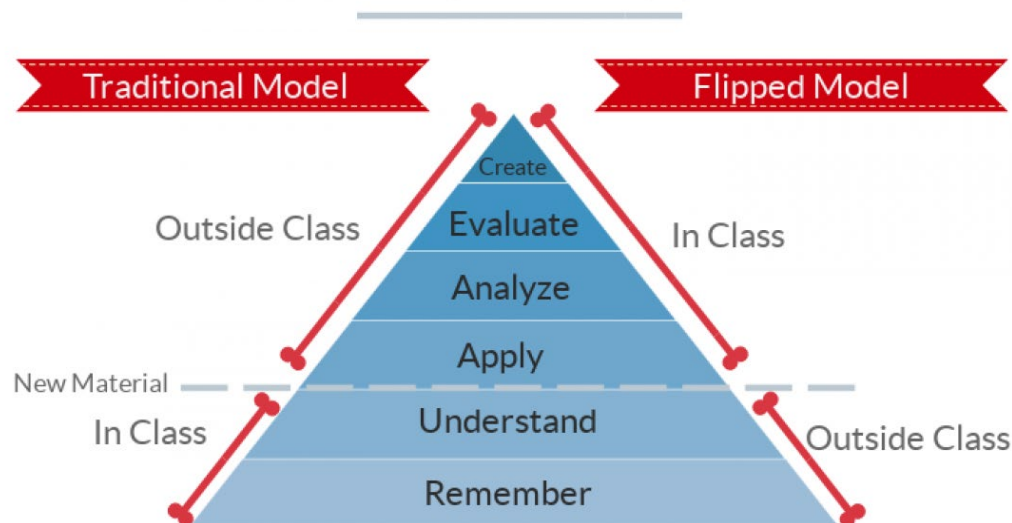 Traditional Model
Flipped Model
Create
Outside Class
Evaluate
In Class
Analyze
Apply
New Material
In Class
Understand
Outside Class
Remember